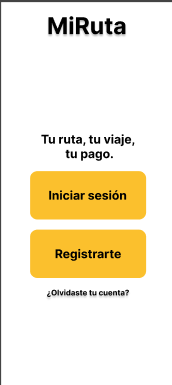 MiRuta
Tu ruta, tu viaje,
tu pago.
Iniciar sesión
Registrarte
¿Olvidaste tu cuenta?